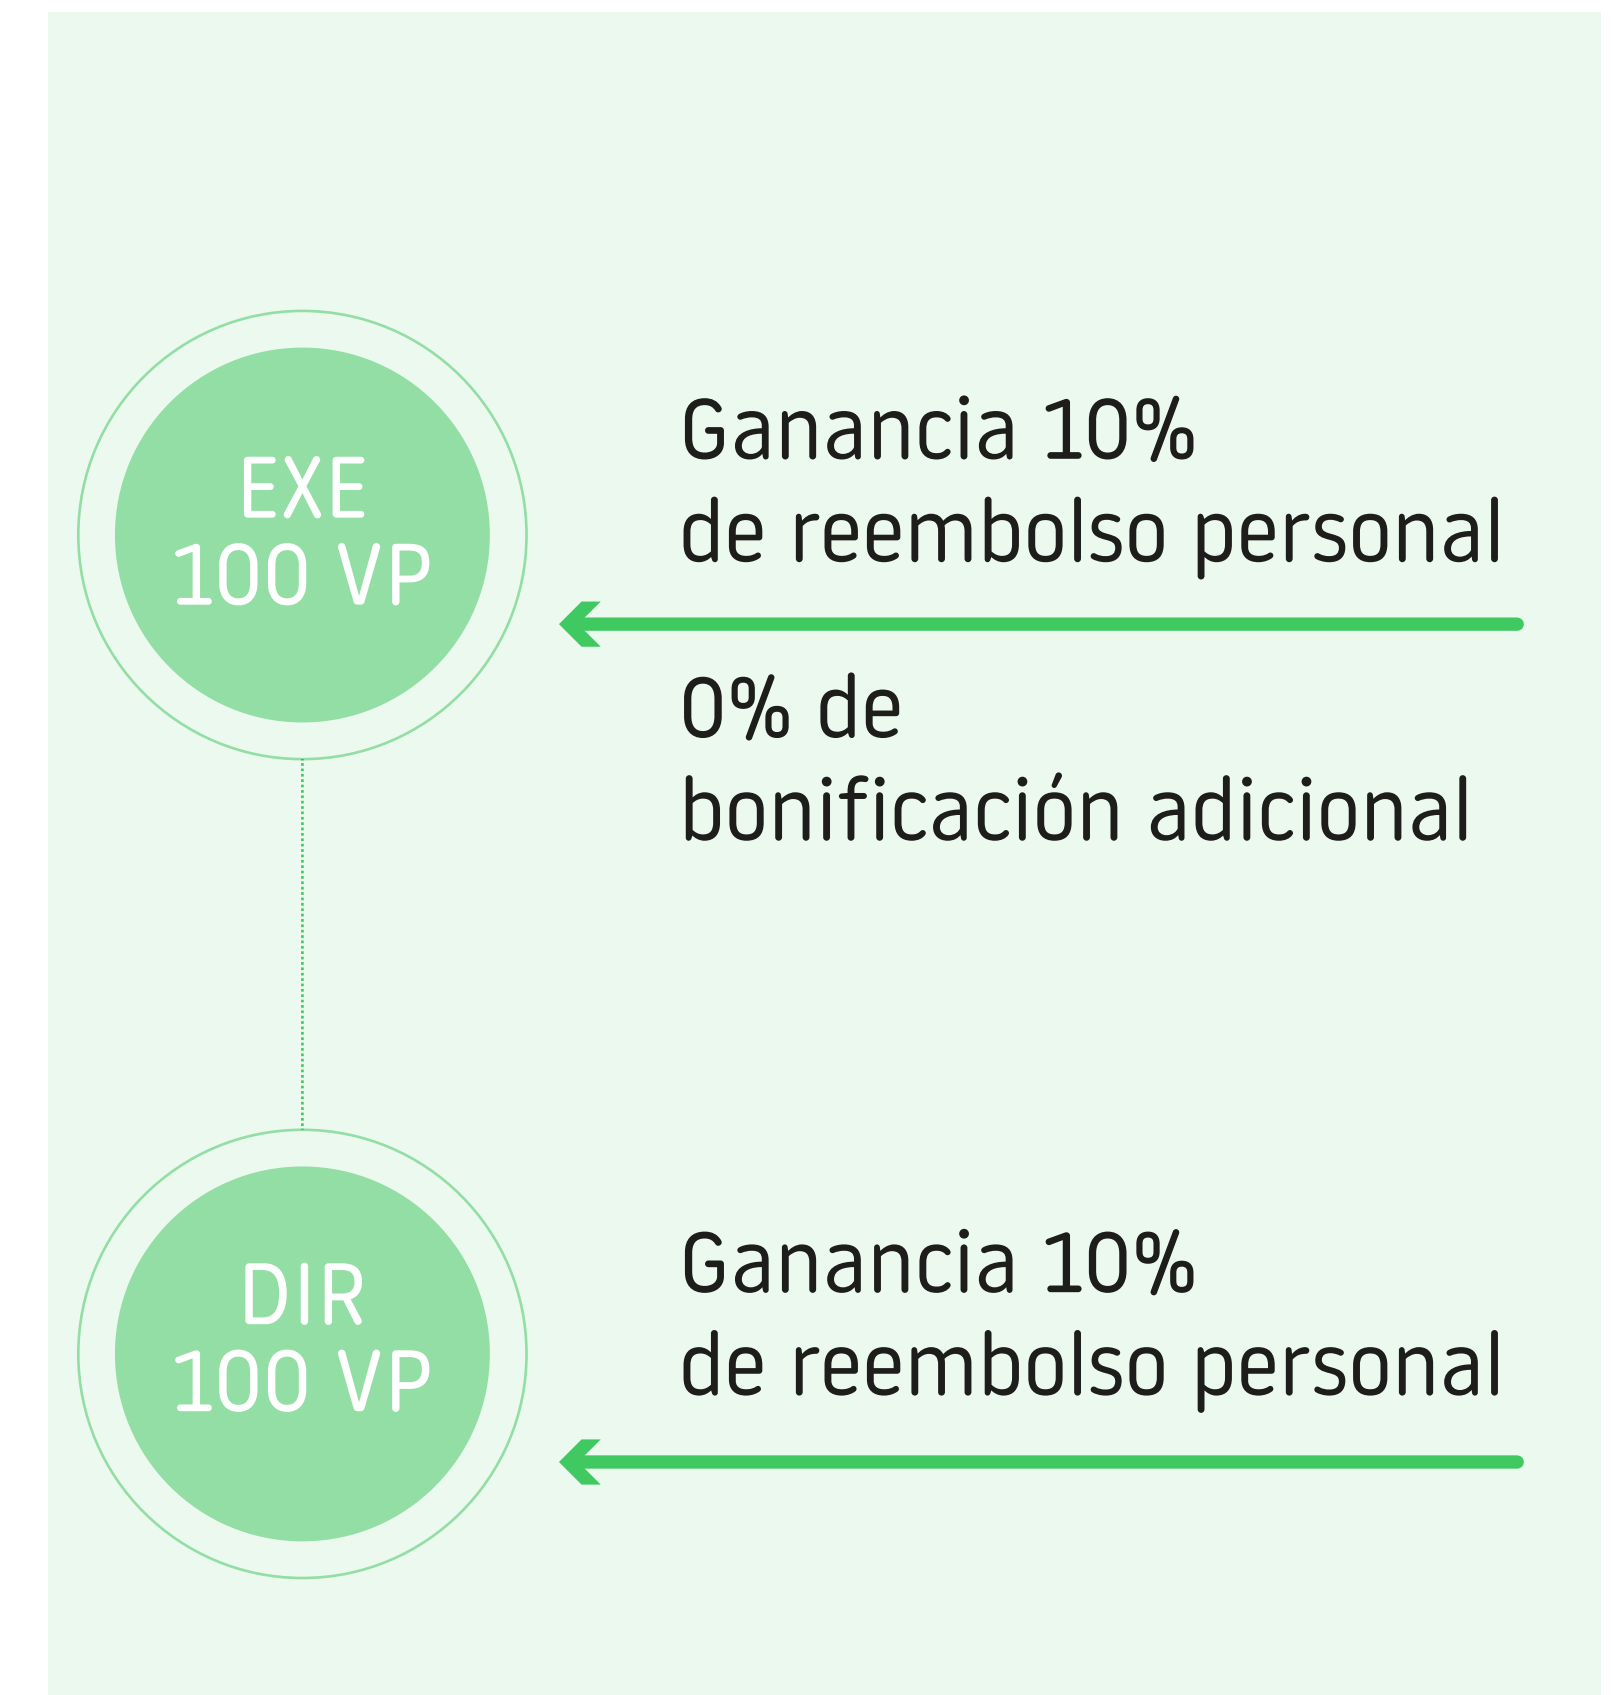 EXE
100 VP
Ganancia 10%
de reembolso personal
0% de
bonificación adicional
DIR
100 VP
Ganancia 10%
de reembolso personal